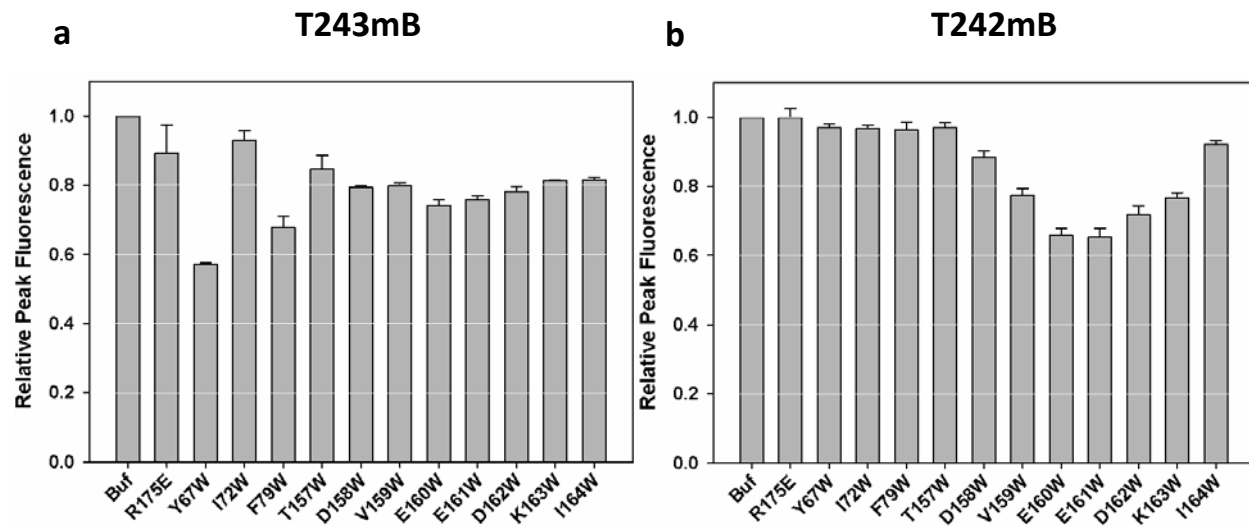 a
T243mB
Relative Peak Fluorescence
1.0
0.8
0.6
0.4
0.2
0.0
Buf
R175E
Y67W
I72W
F79W
T157W
D158W
V159W
E160W
E161W
D162W
K163W
I164W
b
T242mB
Relative Peak Fluorescence
1.0
0.8
0.6
0.4
0.2
0.0
Buf
R175E
Y67W
I72W
F79W
T157W
D158W
V159W
E160W
E161W
D162W
K163W
I164W